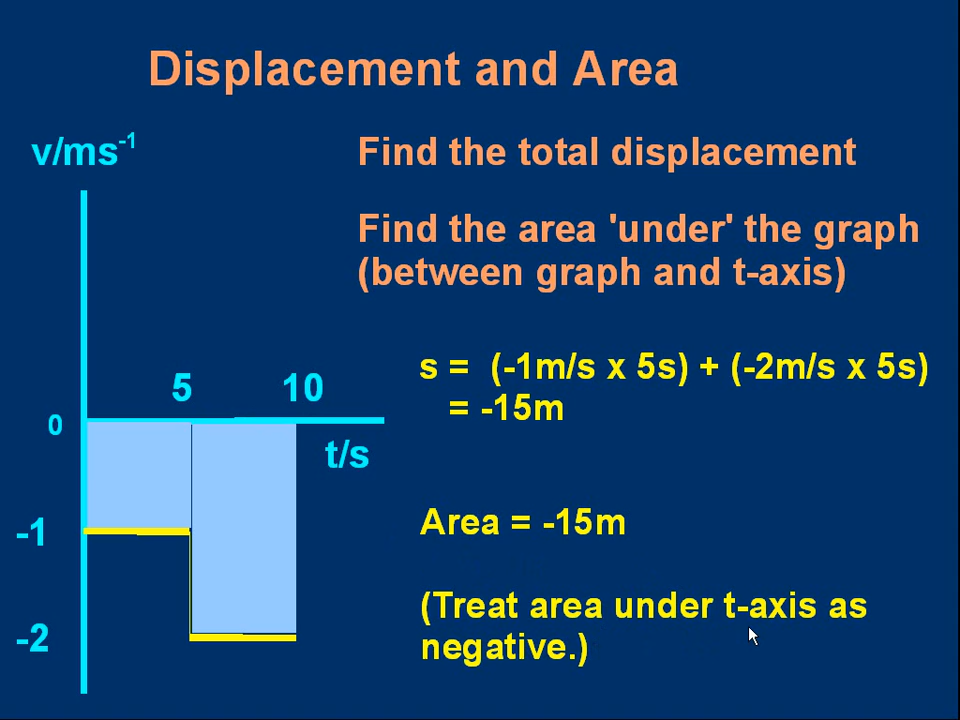 Displacement and Area
v/ms-1
Find the total displacement
Find the area 'under' the graph
(between graph and t-axis)
s = (-1m/s x 5s) + (-2m/s x 5s)
= -15m
5 10
0
t/s
-1
Area = -15m
-2
(Treat area under t-axis as
negative.)